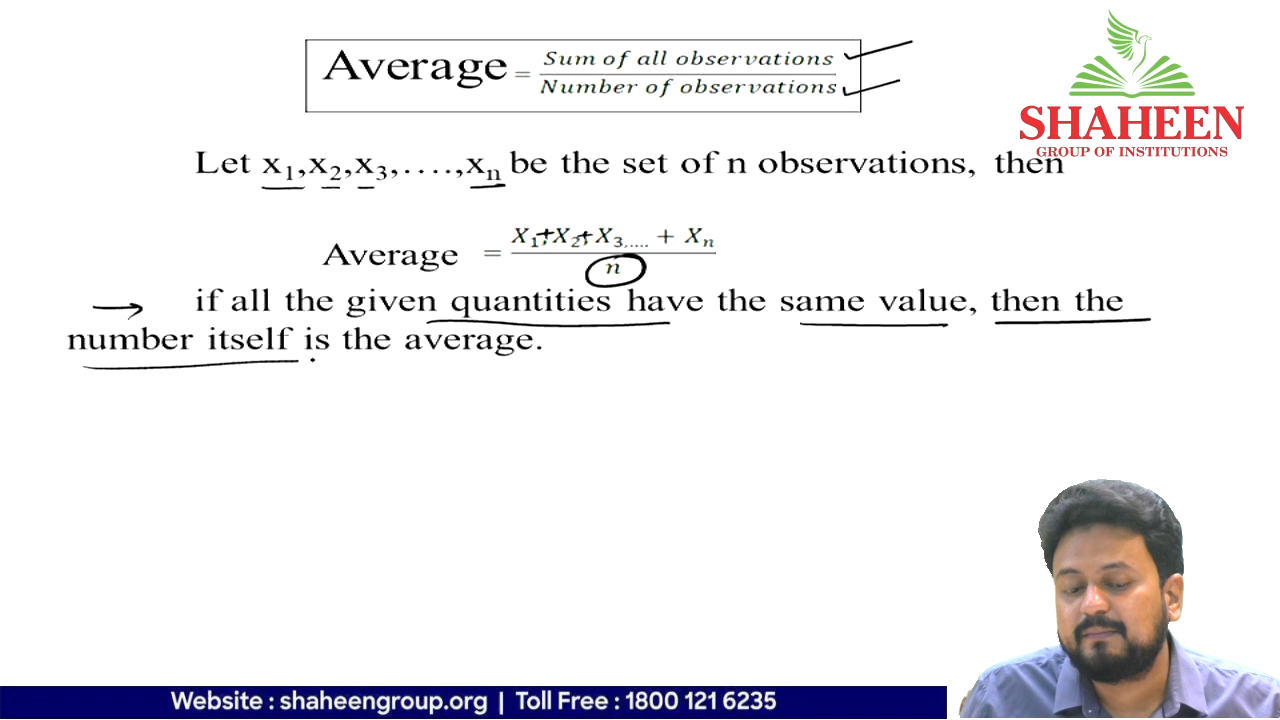 Average = Sum of all observations / Number of observations
SHAHEEN
GROUP OF INSTITUTIONS
Let x₁,x₂,x₃,....,xₙ be the set of n observations, then
Average = X₁+X₂+X₃,..... + Xₙ / n
→ if all the given quantities have the same value, then the
number itself is the average.
Website : shaheengroup.org | Toll Free : 1800 121 6235